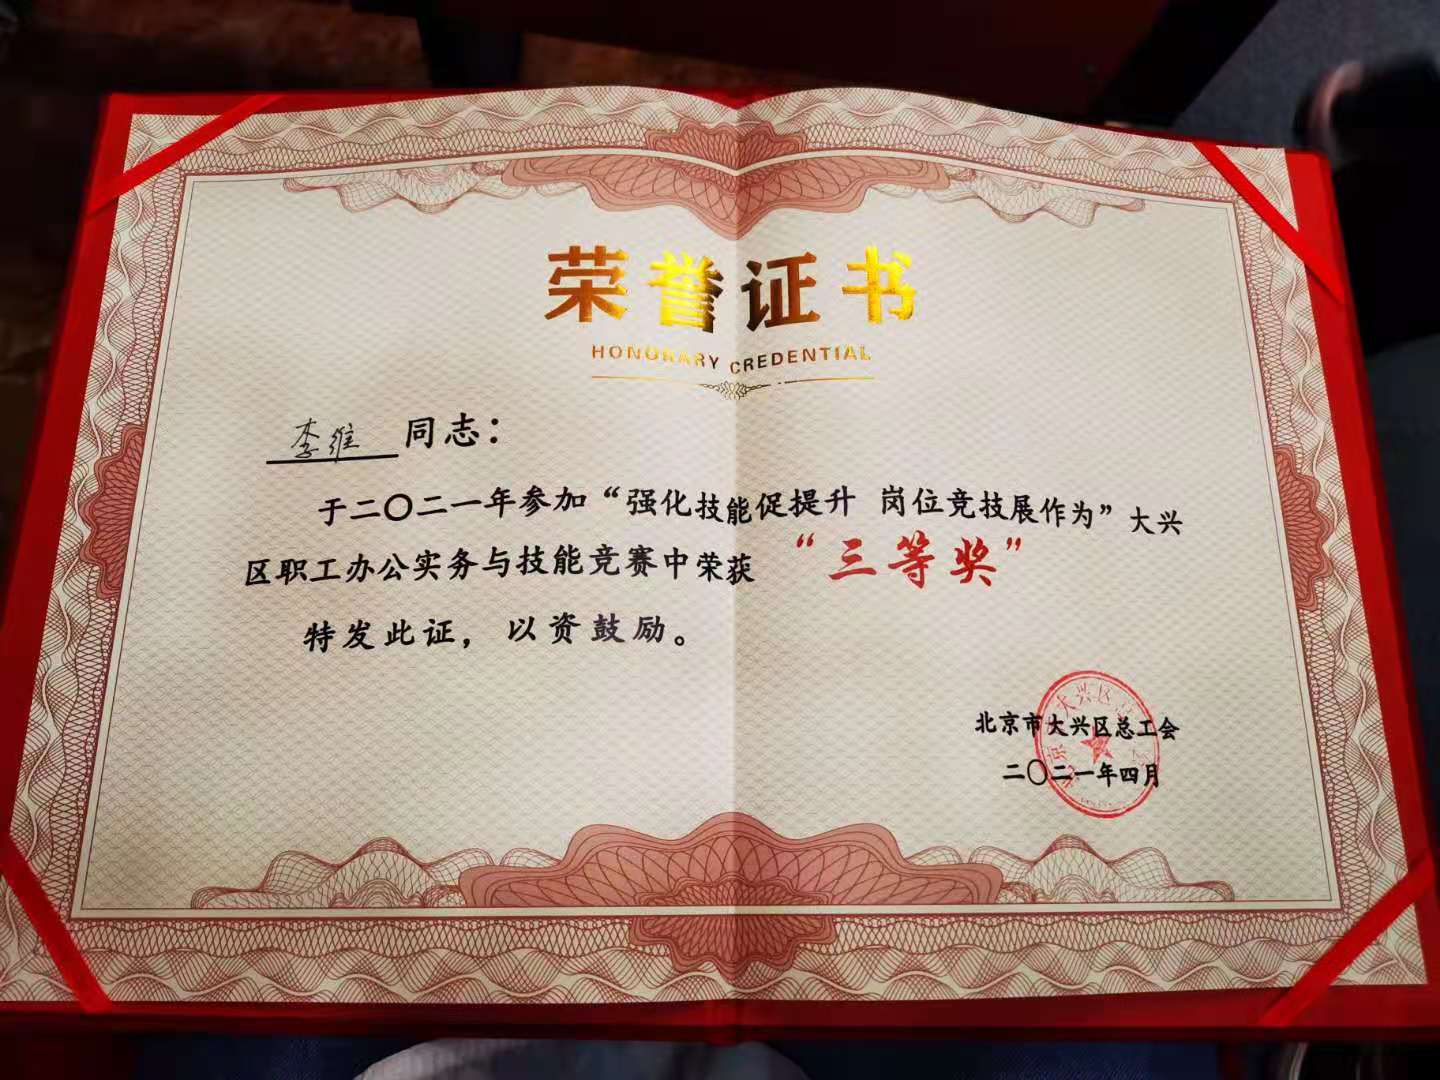 荣誉证书
HONORARY CREDENTIAL
李维 同志：
于二〇二一年参加“强化技能促提升 岗位竞技展作为”大兴
区职工办公实务与技能竞赛中荣获 “三等奖”
特发此证，以资鼓励。
北京市大兴区总工会
二〇二一年四月